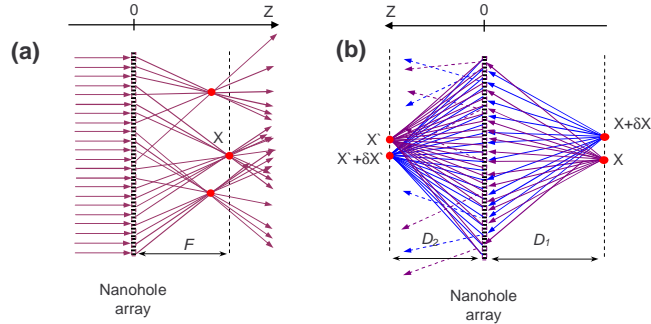 0
Z
(a)
X
F
Nanohole
array
Z
0
(b)
X+δX
X
X`
X`+δX`
D2
D1
Nanohole
array